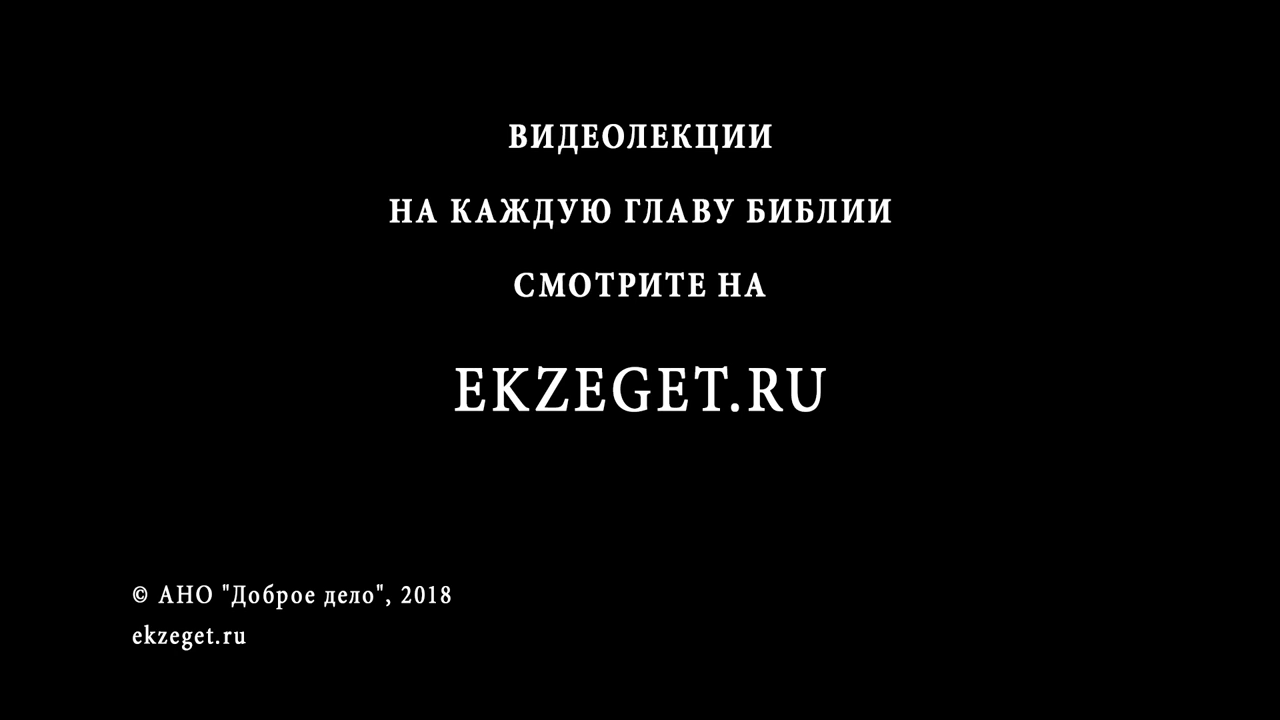 ВИДЕОЛЕКЦИИ
НА КАЖДУЮ ГЛАВУ БИБЛИИ
СМОТРИТЕ НА
EKZEGET.RU
© АНО "Доброе дело", 2018
ekzeget.ru